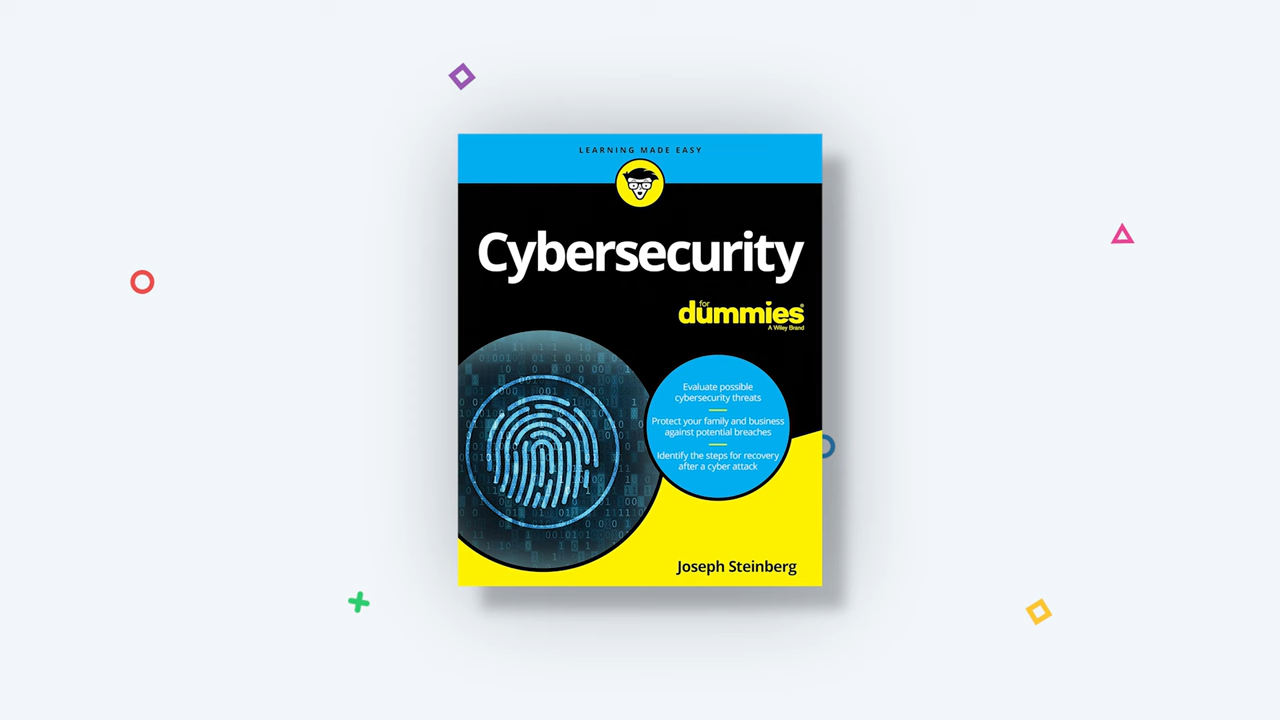 LEARNING MADE EASY
Cybersecurity
for
dummies®
A Wiley Brand
Evaluate possible
cybersecurity threats
Protect your family and business
against potential breaches
Identify the steps for recovery
after a cyber attack
Joseph Steinberg